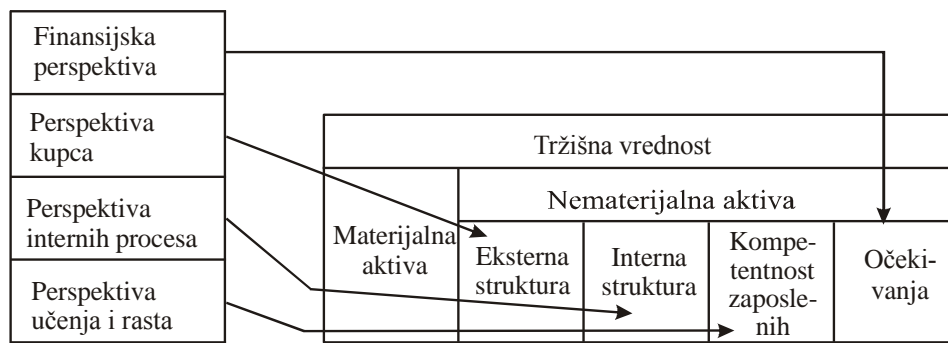 Finansijska
perspektiva
Perspektiva
kupca
Perspektiva
internih procesa
Perspektiva
učenja i rasta
Tržišna vrednost
Materijalna
aktiva
Nematerijalna aktiva
Eksterna
struktura
Interna
struktura
Kompe-
tentnost
zaposle-
nih
Očeki-
vanja